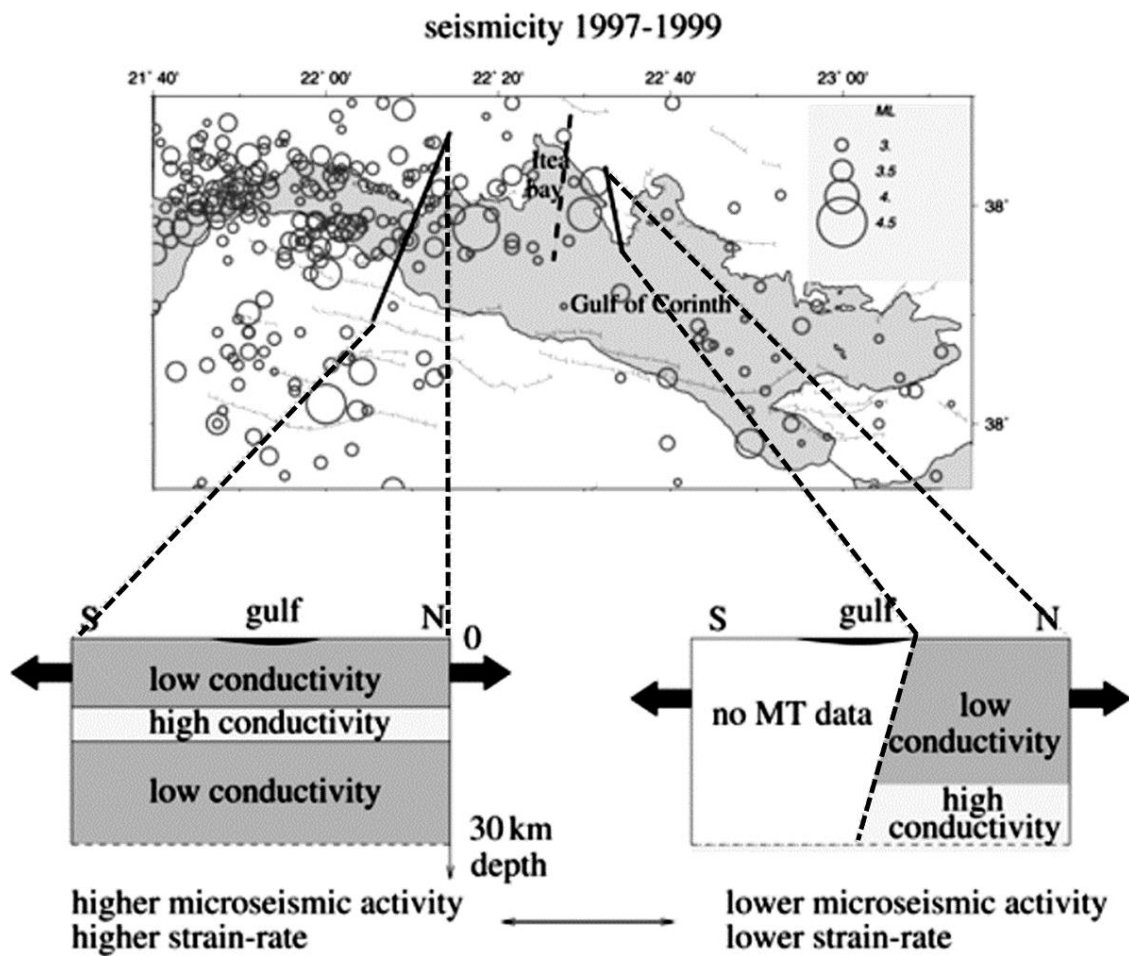 seismicity 1997-1999
21˚ 40 22˚ 00 22˚ 20 22˚ 40 23˚ 00
ML
3.
3.5
4.
4.5
Itea
bay
38˚
Gulf of Corinth
38˚
S gulf N 0
low conductivity
high conductivity
low conductivity
30 km
depth
S gulf N
no MT data
low
conductivity
high
conductivity
higher microseismic activity
higher strain-rate
lower microseismic activity
lower strain-rate